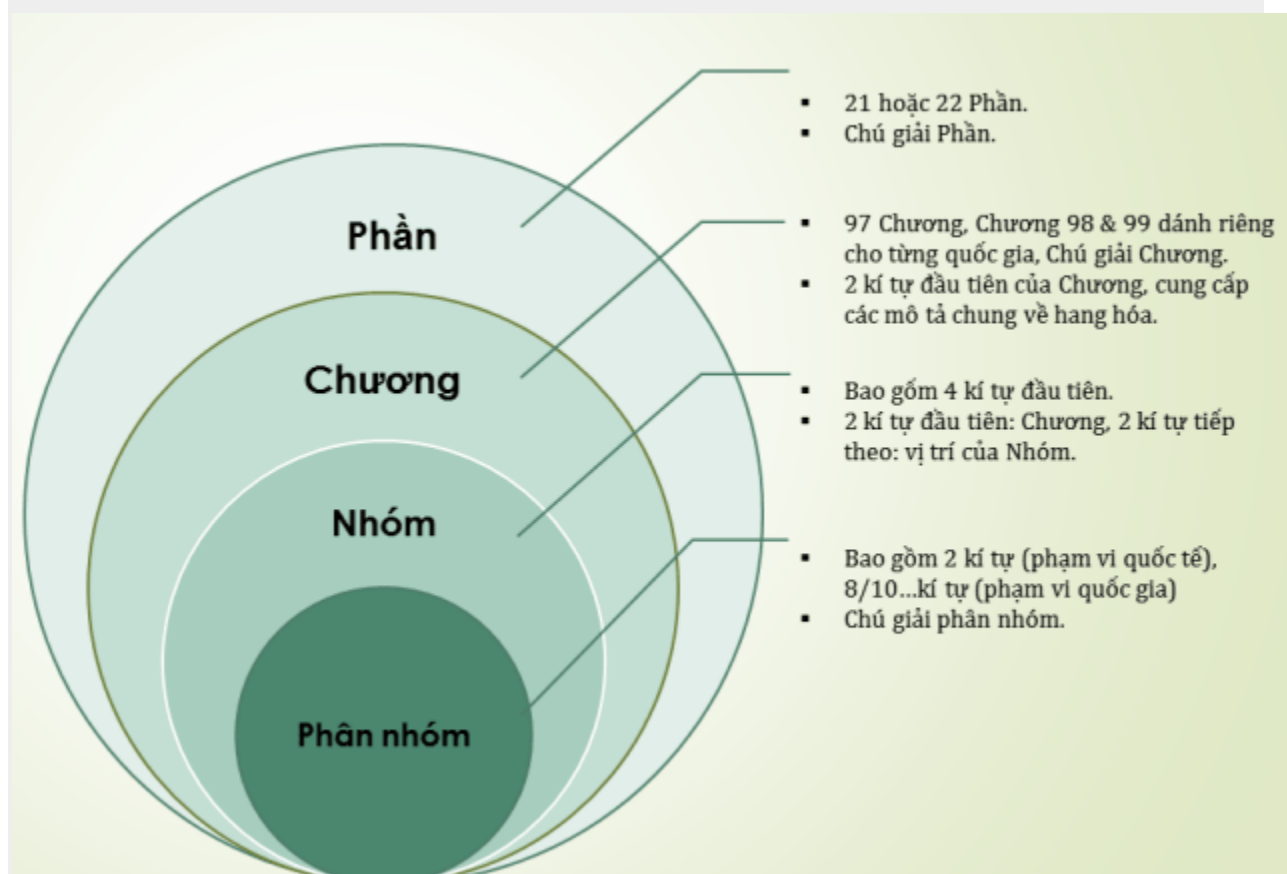 Phần
Chương
Nhóm
Phân nhóm
▪ 21 hoặc 22 Phần.
▪ Chú giải Phần.
▪ 97 Chương, Chương 98 & 99 dánh riêng
cho từng quốc gia, Chú giải Chương.
▪ 2 kí tự đầu tiên của Chương, cung cấp
các mô tả chung về hang hóa.
▪ Bao gốm 4 kí tự đầu tiên.
▪ 2 kí tự đầu tiên: Chương, 2 kí tự tiếp
theo: vị trí của Nhóm.
▪ Bao gồm 2 kí tự (phạm vi quốc tế),
8/10...kí tự (phạm vi quốc gia)
▪ Chú giải phân nhóm.